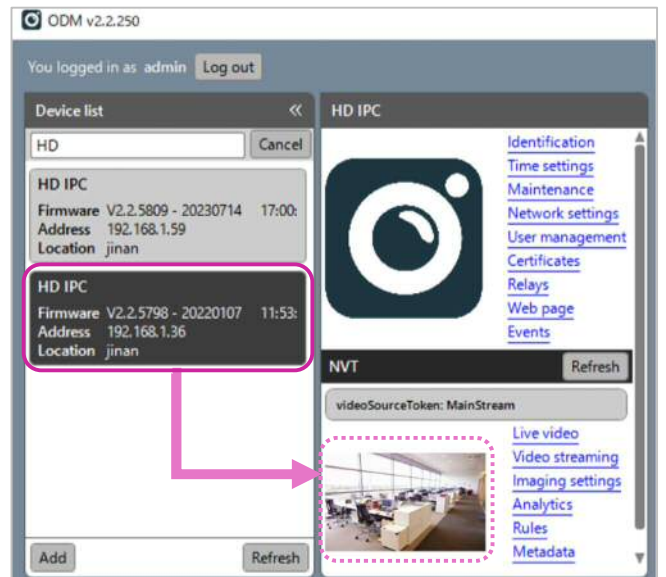 ODM v2.2.250
You logged in as admin Log out
Device list «
HD Cancel
HD IPC
Firmware V2.2.5809 - 20230714 17:00:
Address 192.168.1.59
Location jinan
HD IPC
Firmware V2.2.5798 - 20220107 11:53:
Address 192.168.1.36
Location jinan
Add Refresh
HD IPC
Identification
Time settings
Maintenance
Network settings
User management
Certificates
Relays
Web page
Events
NVT Refresh
videoSourceToken: MainStream
Live video
Video streaming
Imaging settings
Analytics
Rules
Metadata